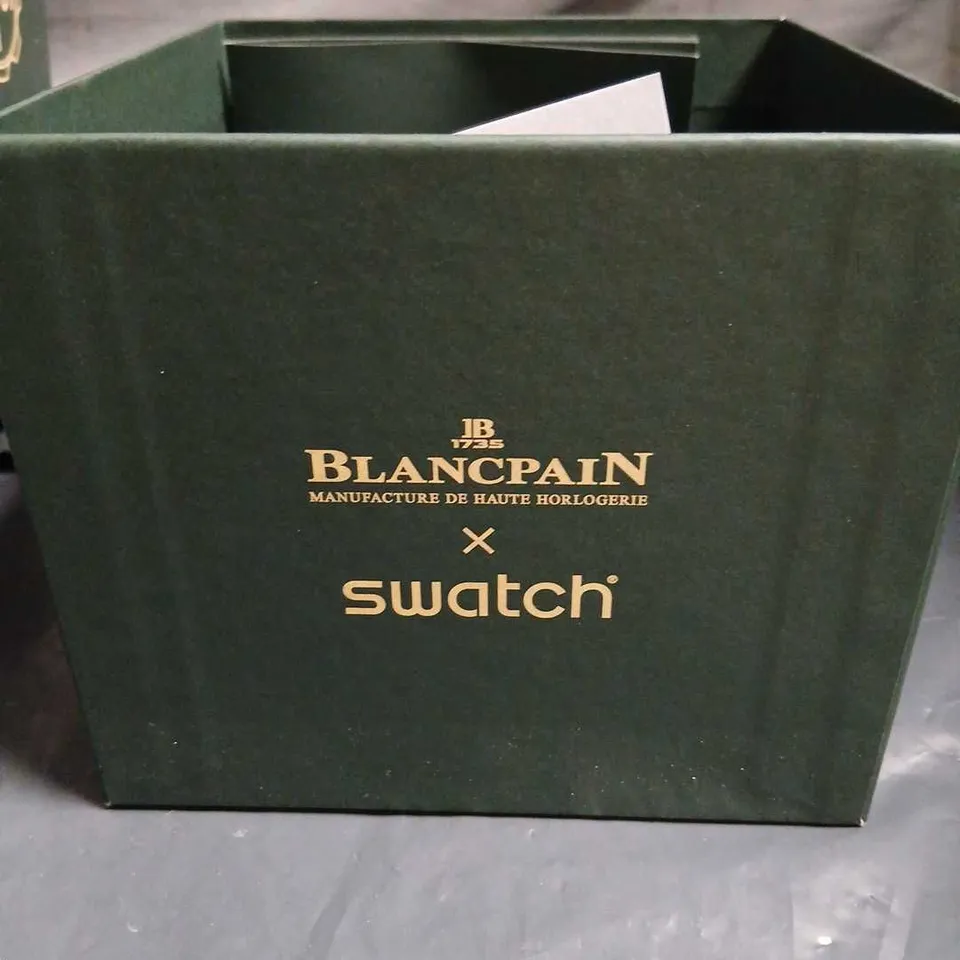 JB
1735
BLANCPAIN
MANUFACTURE DE HAUTE HORLOGERIE
×
swatch